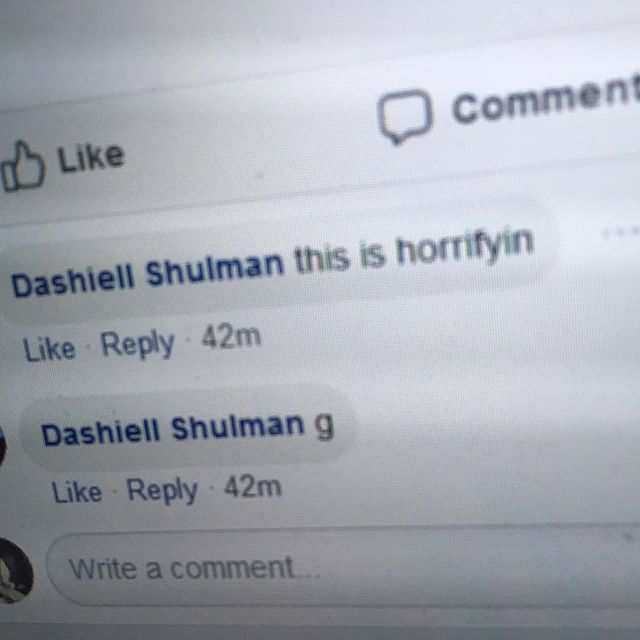 Like
Comment
Dashiell Shulman this is horrifyin
Like · Reply · 42m
Dashiell Shulman g
Like · Reply · 42m
Write a comment...